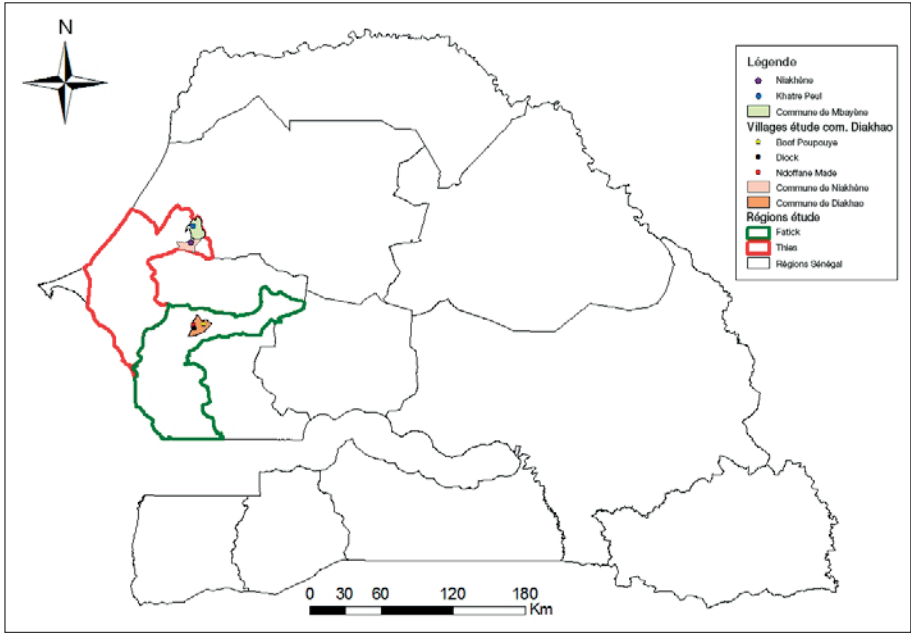 N
Légende
Niakhène
Khatre Peul
Commune de Mbayène
Villages étude com. Diakhao
Boof Poupouye
Diock
Ndoffane Made
Commune de Niakhène
Commune de Diakhao
Régions étude
Fatick
Thies
Régions Sénégal
0 30 60 120 180
Km